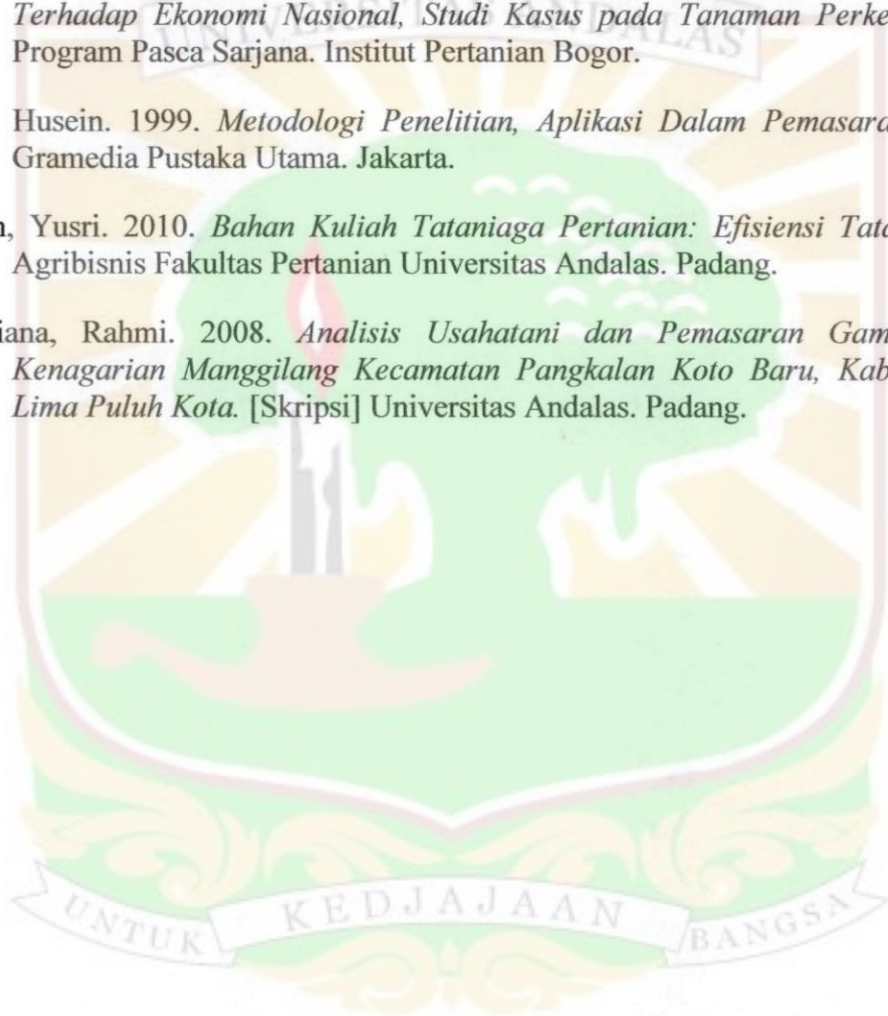 UNIVERSITAS ANDALAS
Terhadap Ekonomi Nasional, Studi Kasus pada Tanaman Perke
Program Pasca Sarjana. Institut Pertanian Bogor.
Husein. 1999. Metodologi Penelitian, Aplikasi Dalam Pemasara
Gramedia Pustaka Utama. Jakarta.
n, Yusri. 2010. Bahan Kuliah Tataniaga Pertanian: Efisiensi Tata
Agribisnis Fakultas Pertanian Universitas Andalas. Padang.
iana, Rahmi. 2008. Analisis Usahatani dan Pemasaran Gam
Kenagarian Manggilang Kecamatan Pangkalan Koto Baru, Kab
Lima Puluh Kota. [Skripsi] Universitas Andalas. Padang.
UNTUK KEDJAJAAN BANGSA